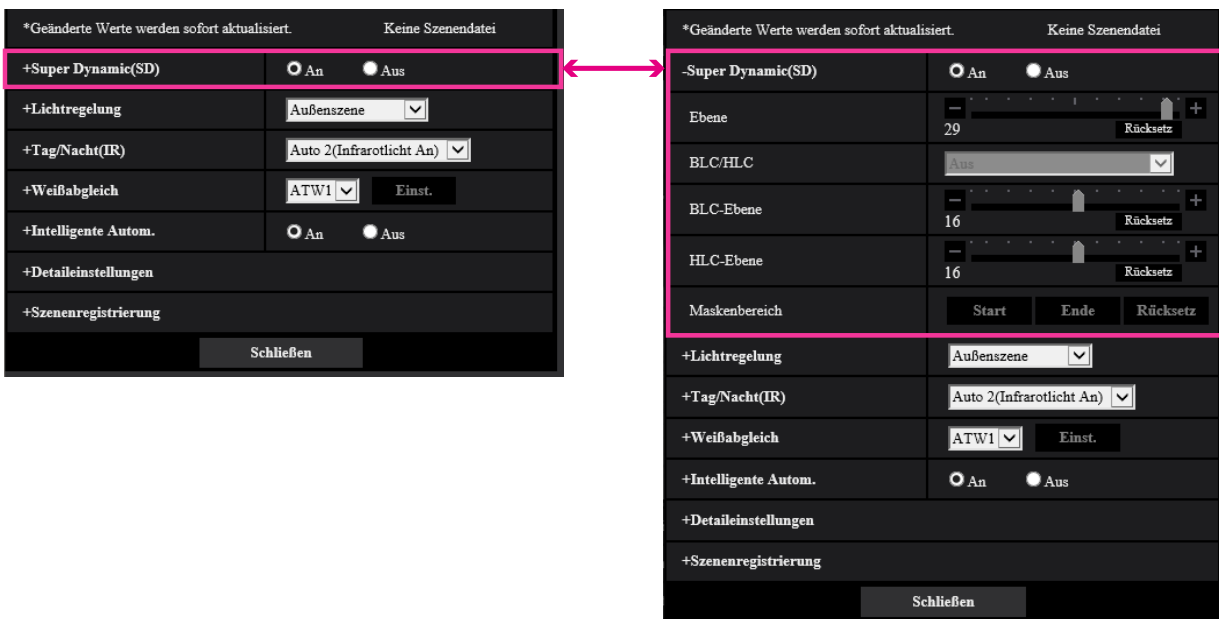 *Geänderte Werte werden sofort aktualisiert. Keine Szenendatei
+Super Dynamic(SD) An Aus
+Lichtregelung Außenszene
+Tag/Nacht(IR) Auto 2(Infrarotlicht An)
+Weißabgleich ATW1 Einst.
+Intelligente Autom. An Aus
+Detaileinstellungen
+Szenenregistrierung
Schließen
*Geänderte Werte werden sofort aktualisiert. Keine Szenendatei
-Super Dynamic(SD) An Aus
Ebene
29 Rücksetz
BLC/HLC Aus
BLC-Ebene
16 Rücksetz
HLC-Ebene
16 Rücksetz
Maskenbereich Start Ende Rücksetz
+Lichtregelung Außenszene
+Tag/Nacht(IR) Auto 2(Infrarotlicht An)
+Weißabgleich ATW1 Einst.
+Intelligente Autom. An Aus
+Detaileinstellungen
+Szenenregistrierung
Schließen